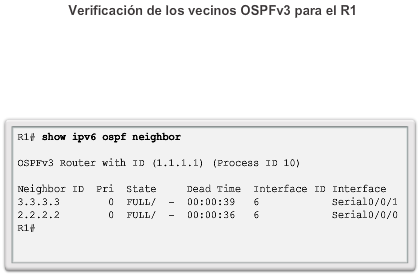 Verificación de los vecinos OSPFv3 para el R1
R1# show ipv6 ospf neighbor
OSPFv3 Router with ID (1.1.1.1) (Process ID 10)
Neighbor ID  Pri  State     Dead Time  Interface ID Interface
3.3.3.3        0  FULL/  -  00:00:39   6            Serial0/0/1
2.2.2.2        0  FULL/  -  00:00:36   6            Serial0/0/0
R1#